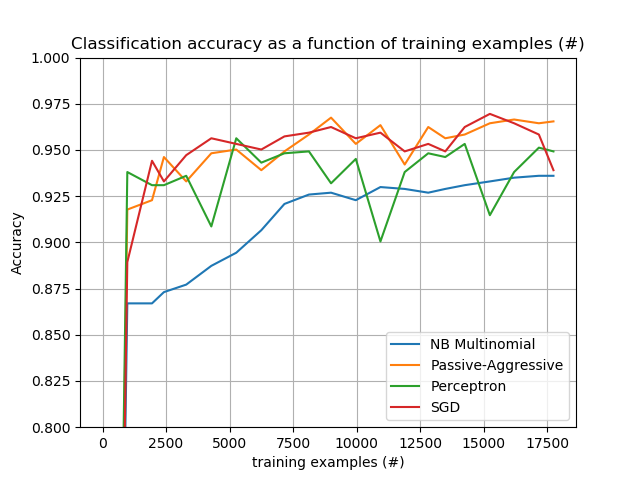 Classification accuracy as a function of training examples (#)
1.000
0.975
0.950
0.925
0.900
0.875
0.850
0.825
0.800
Accuracy
NB Multinomial
Passive-Aggressive
Perceptron
SGD
0 2500 5000 7500 10000 12500 15000 17500
training examples (#)